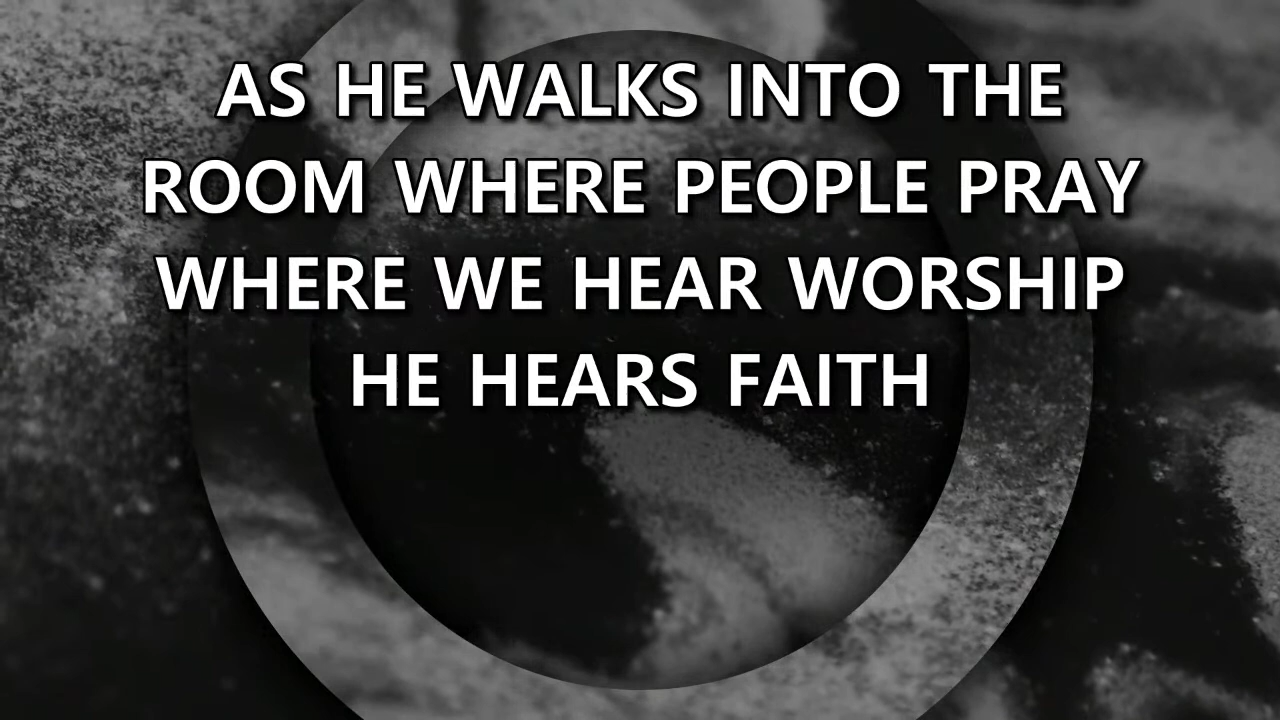 AS HE WALKS INTO THE
ROOM WHERE PEOPLE PRAY
WHERE WE HEAR WORSHIP
HE HEARS FAITH